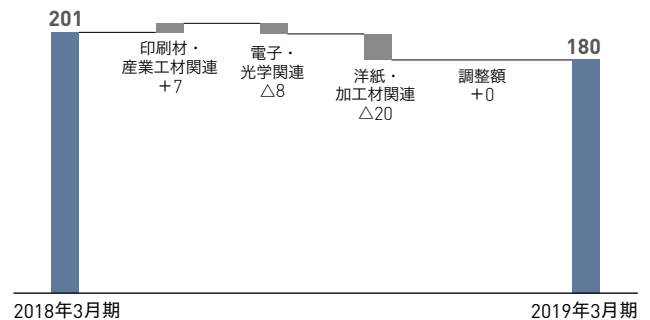 201
印刷材・
産業工材関連
+7
電子・
光学関連
△8
洋紙・
加工材関連
△20
調整額
+0
180
2018年3月期
2019年3月期